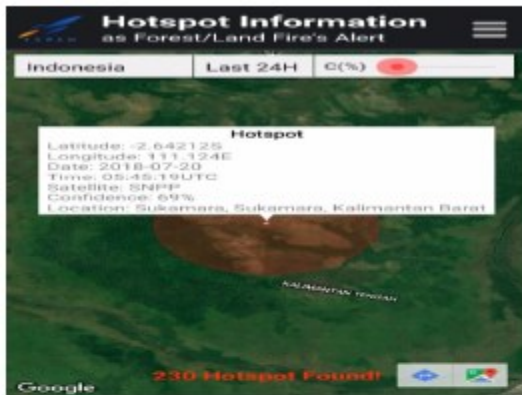 LAPAN
Hotspot Information
as Forest/Land Fire's Alert
Indonesia
Last 24H
C(%)
Hotspot
Latitude: -2.64212S
Longitude: 111.124E
Date: 2018-07-20
Time: 05:45:19UTC
Satellite: SNPP
Confidence: 69%
Location: Sukamara, Sukamara, Kalimantan Barat
KALIMANTAN TENGAH
230 Hotspot Found!
Google